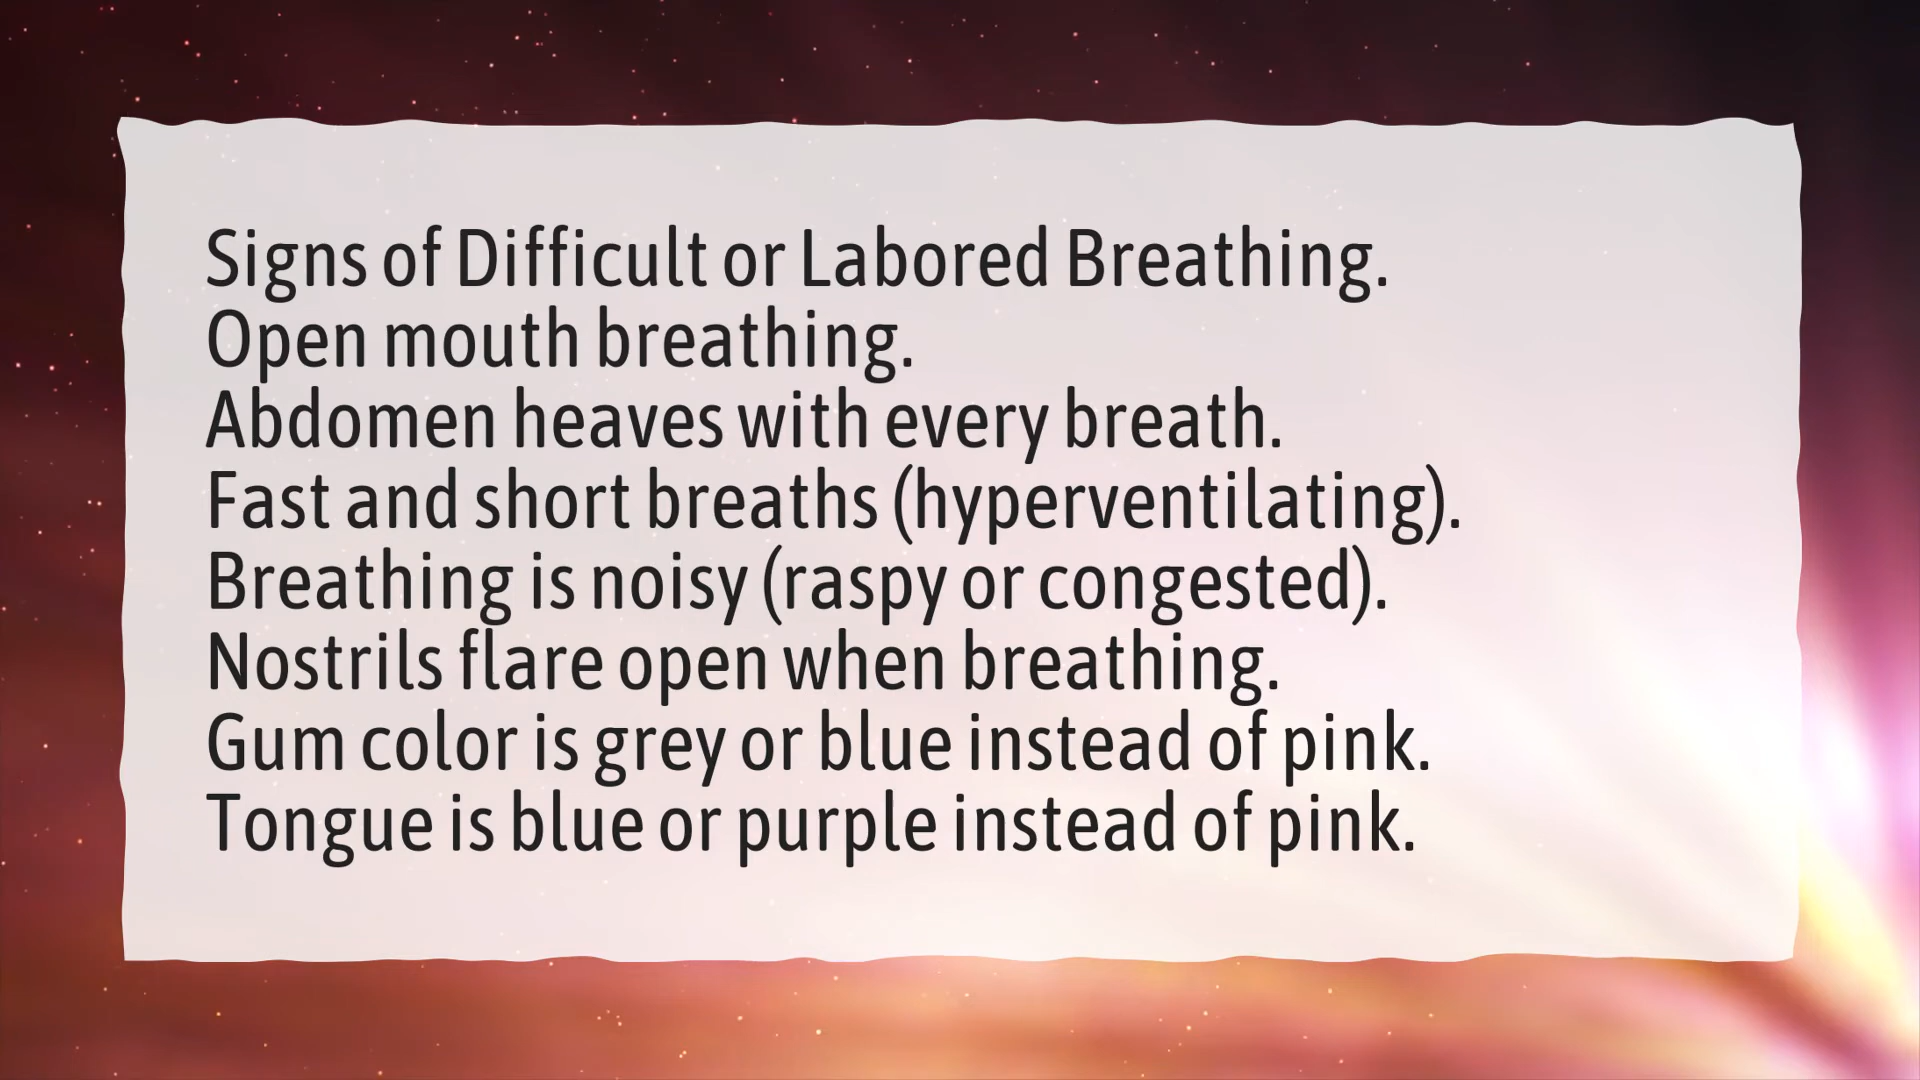 Signs of Difficult or Labored Breathing.
Open mouth breathing.
Abdomen heaves with every breath.
Fast and short breaths (hyperventilating).
Breathing is noisy (raspy or congested).
Nostrils flare open when breathing.
Gum color is grey or blue instead of pink.
Tongue is blue or purple instead of pink.